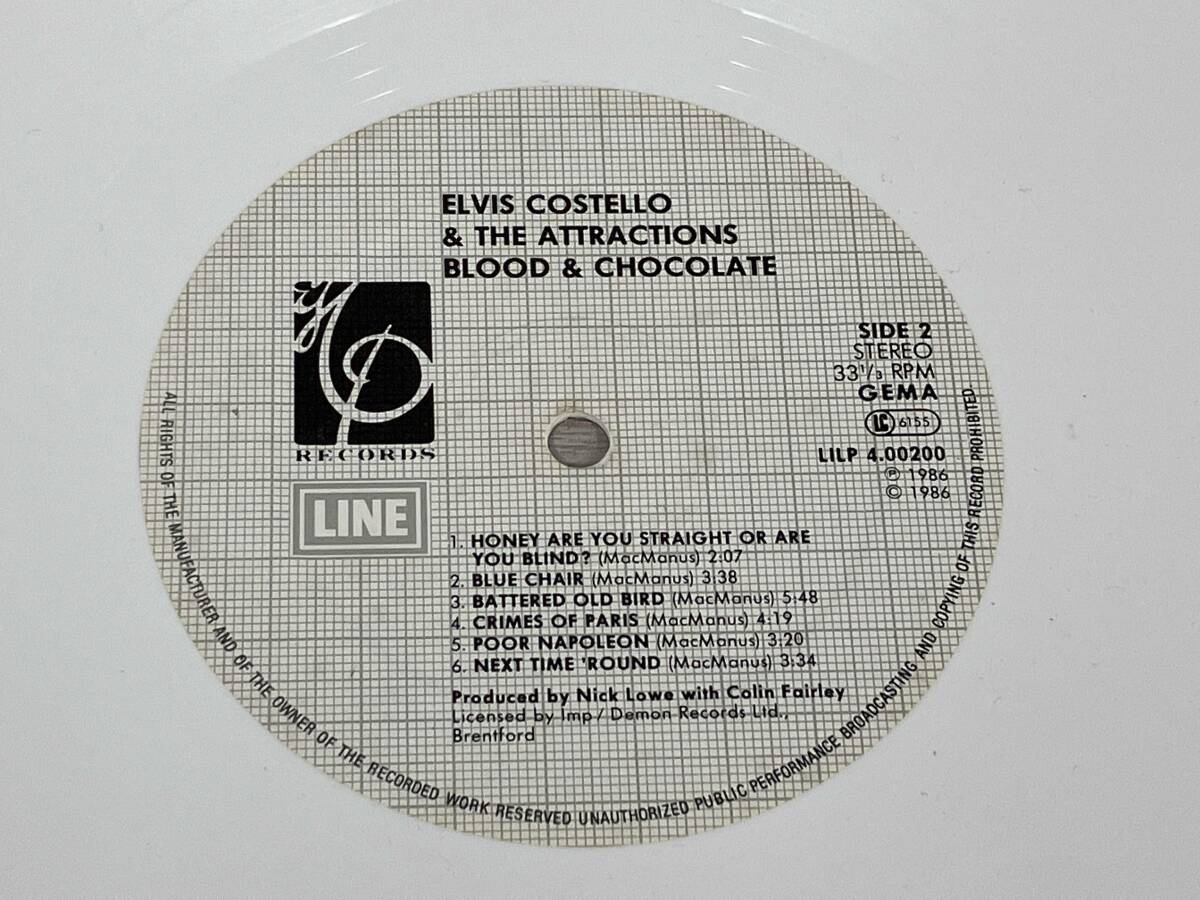 ELVIS COSTELLO
& THE ATTRACTIONS
BLOOD & CHOCOLATE
RECORDS
LINE
SIDE 2
STEREO
33 1/3 RPM
GEMA
LC 6155
LILP 4.00200
℗ 1986
© 1986
1. HONEY ARE YOU STRAIGHT OR ARE
YOU BLIND? (MacManus) 2:07
2. BLUE CHAIR (MacManus) 3:38
3. BATTERED OLD BIRD (MacManus) 5:48
4. CRIMES OF PARIS (MacManus) 4:19
5. POOR NAPOLEON (MacManus) 3:20
6. NEXT TIME 'ROUND (MacManus) 3:34
Produced by Nick Lowe with Colin Fairley
Licensed by Imp / Demon Records Ltd.,
Brentford
ALL RIGHTS OF THE MANUFACTURER AND OF THE OWNER OF THE RECORDED WORK RESERVED UNAUTHORIZED PUBLIC PERFORMANCE BROADCASTING AND COPYING OF THIS RECORD PROHIBITED